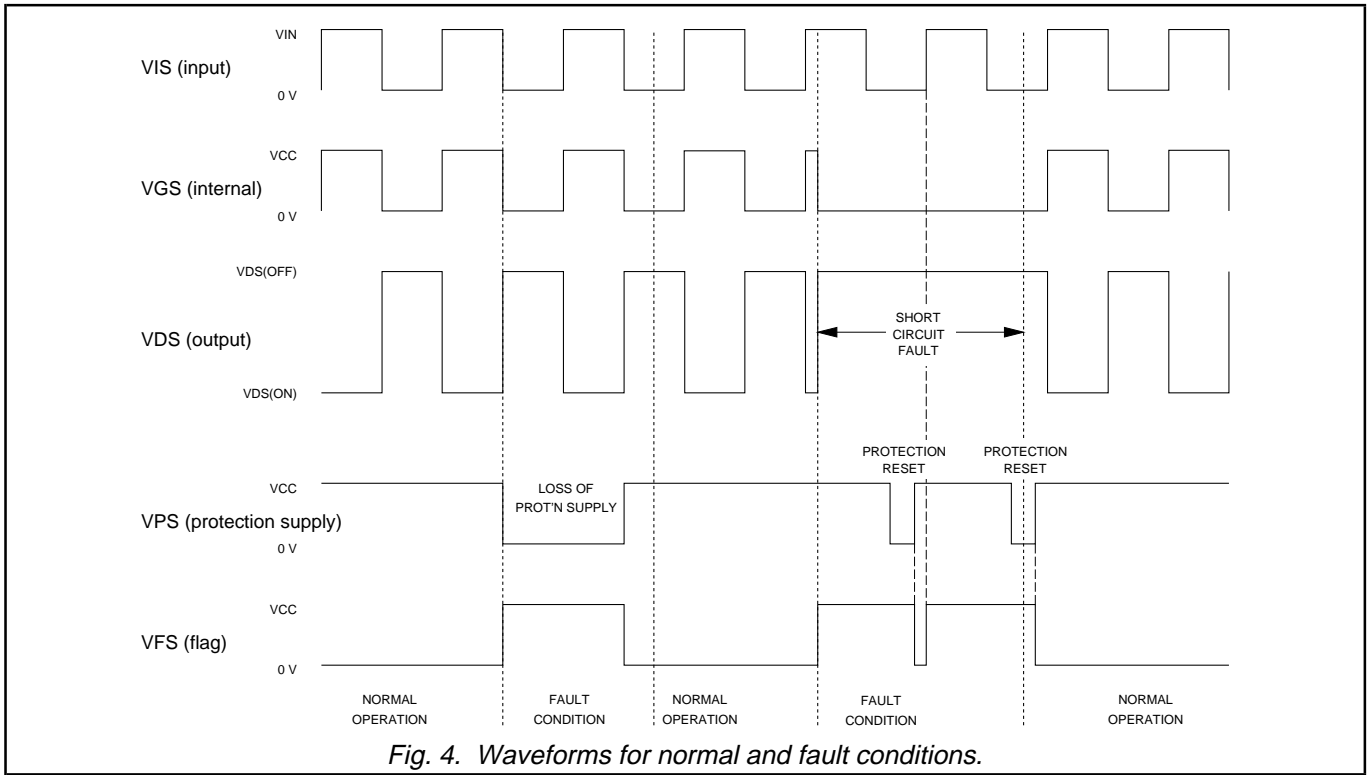 VIN
VIS (input)
0 V
VCC
VGS (internal)
0 V
VDS(OFF)
SHORT
CIRCUIT
FAULT
VDS (output)
VDS(ON)
PROTECTION
RESET
PROTECTION
RESET
VCC
LOSS OF
PROT'N SUPPLY
VPS (protection supply)
0 V
VCC
VFS (flag)
0 V
NORMAL
OPERATION
FAULT
CONDITION
NORMAL
OPERATION
FAULT
CONDITION
NORMAL
OPERATION
Fig. 4. Waveforms for normal and fault conditions.